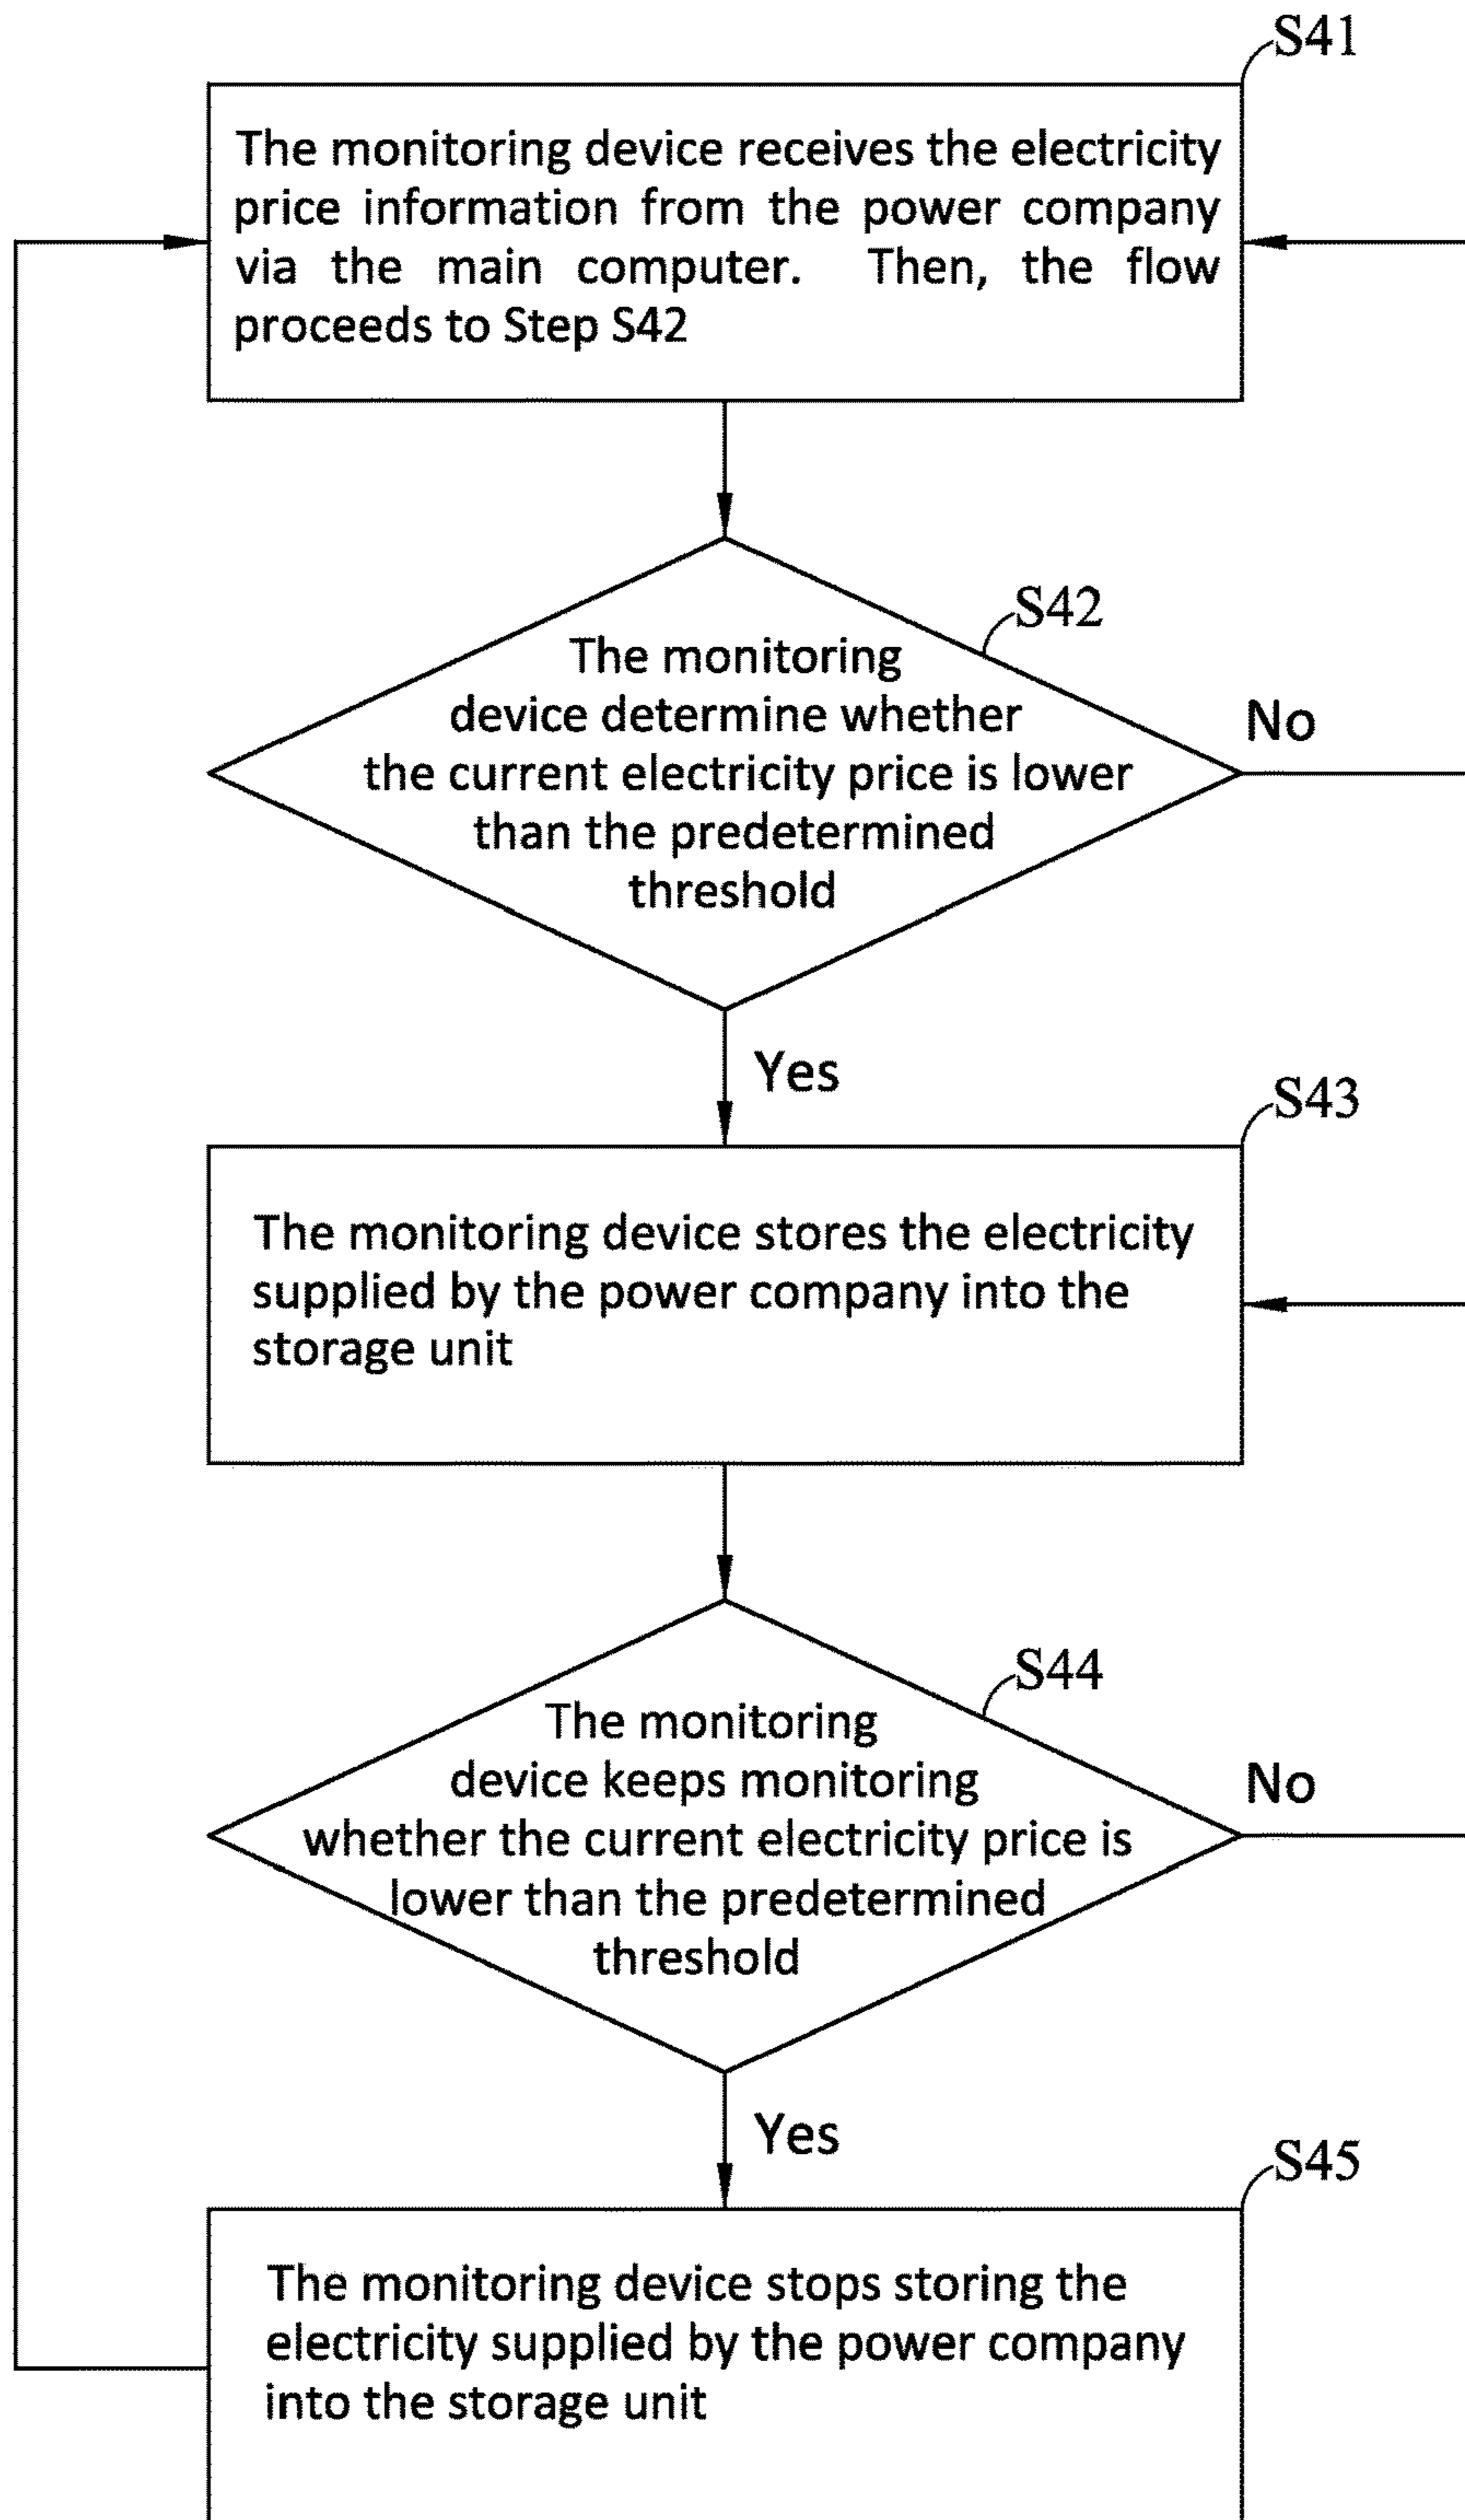 S41
The monitoring device receives the electricity
price information from the power company
via the main computer. Then, the flow
proceeds to Step S42
S42
The monitoring
device determine whether
the current electricity price is lower
than the predetermined
threshold
No
Yes
S43
The monitoring device stores the electricity
supplied by the power company into the
storage unit
S44
The monitoring
device keeps monitoring
whether the current electricity price is
lower than the predetermined
threshold
No
Yes
S45
The monitoring device stops storing the
electricity supplied by the power company
into the storage unit